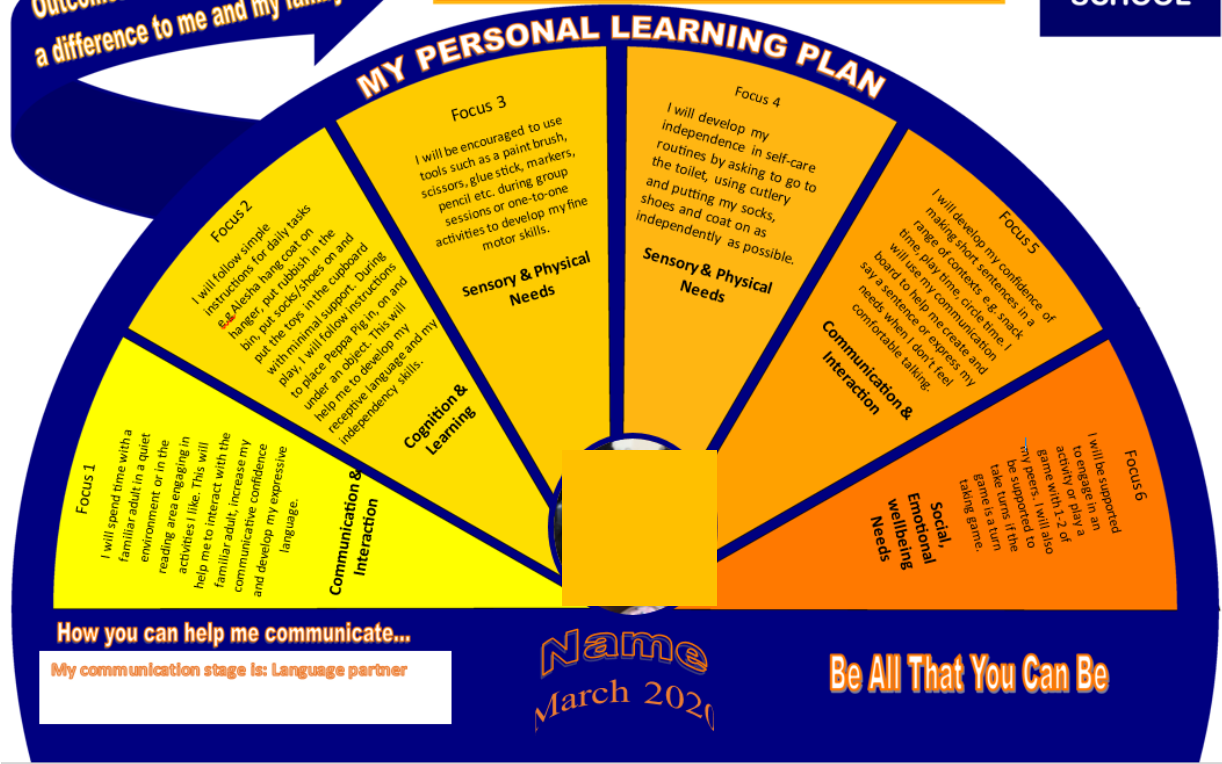 a difference to me and my family
SCHOOL
MY PERSONAL LEARNING PLAN
Focus 1
I will spend time with a
familiar adult in a quiet
environment or in the
reading area engaging in
activities I like. This will
help me to interact with the
familiar adult, increase my
communicative confidence
and develop my expressive
language.
Communication &
Interaction
Focus 2
I will follow simple
instructions for daily tasks
e.g Alesha hang coat on
hanger, put rubbish in the
bin, put socks/shoes on and
put the toys in the cupboard
with minimal support. During
play, I will follow instructions
to place Peppa Pig in, on and
under an object. This will
help me to develop my
receptive language and my
independency skills.
Cognition &
Learning
Focus 3
I will be encouraged to use
tools such as a paint brush,
scissors, glue stick, markers,
pencil etc. during group
sessions or one-to-one
activities to develop my fine
motor skills.
Sensory & Physical
Needs
Focus 4
I will develop my
independence in self-care
routines by asking to go to
the toilet, using cutlery
and putting my socks,
shoes and coat on as
independently as possible.
Sensory & Physical
Needs
Focus 5
I will develop my confidence of
making short sentences in a
range of contexts e.g. snack
time, play time, circle time. I
will use my communication
board to help me create and
say a sentence or express my
needs when I don't feel
comfortable talking.
Communication &
Interaction
Focus 6
I will be supported
to engage in an
activity or play a
game with 1-2 of
my peers. I will also
be supported to
take turns if the
game is a turn
taking game.
Social,
Emotional
wellbeing
Needs
How you can help me communicate...
My communication stage is: Language partner
Name
March 2020
Be All That You Can Be